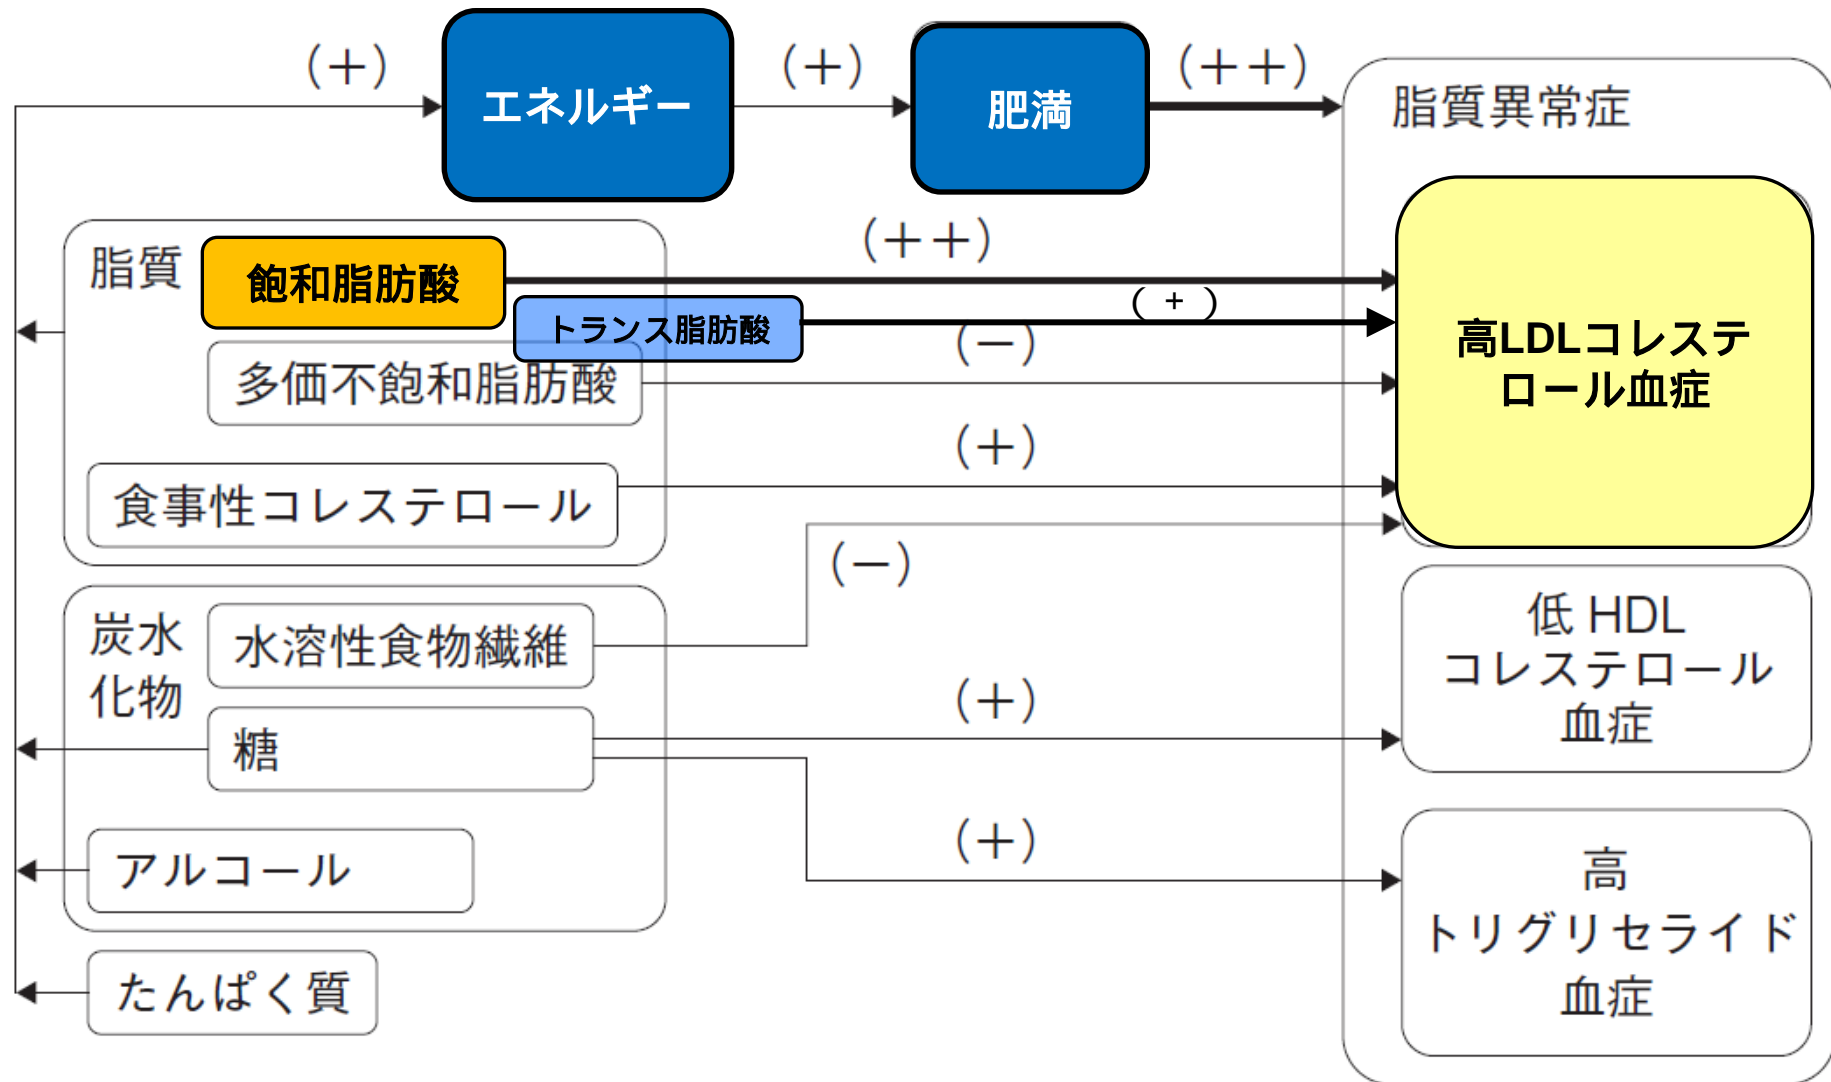 (+)
エネルギー
(+)
肥満
(++)
脂質異常症
脂質
飽和脂肪酸
(++)
トランス脂肪酸
(+)
(−)
多価不飽和脂肪酸
高LDLコレステ
ロール血症
(+)
食事性コレステロール
(−)
炭水
化物
水溶性食物繊維
低 HDL
コレステロール
血症
(+)
糖
(+)
アルコール
高
トリグリセライド
血症
たんぱく質